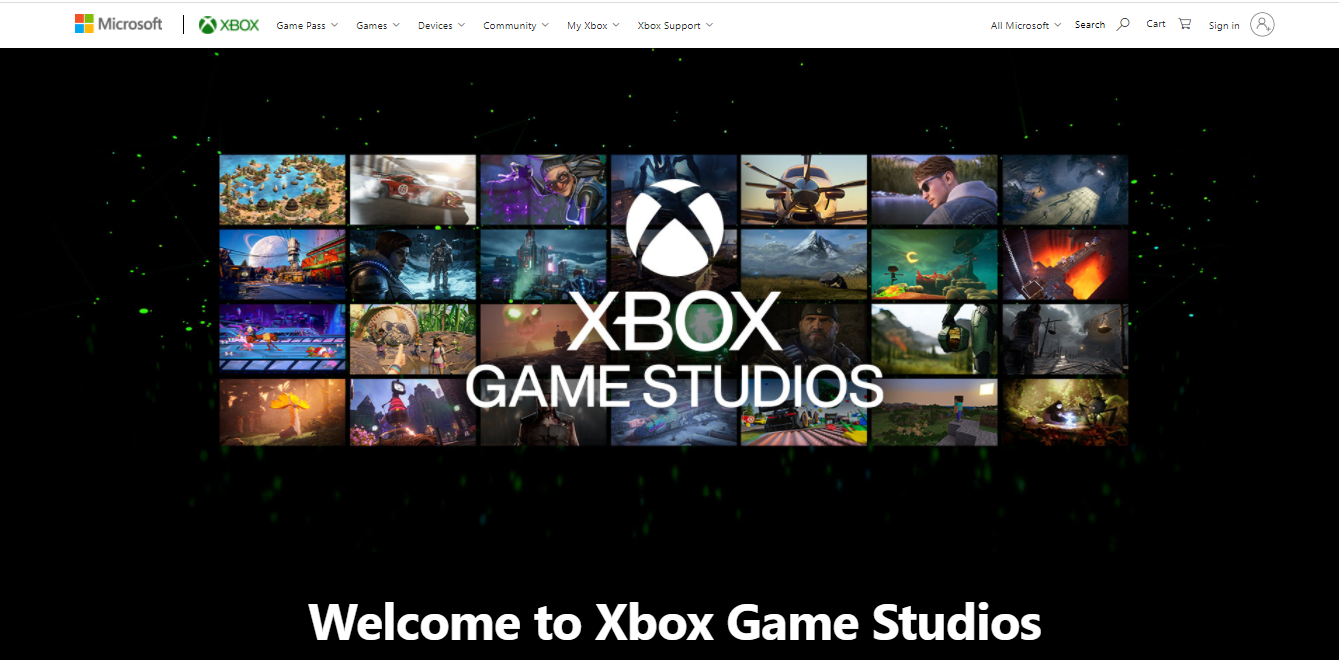 Microsoft XBOX Game Pass Games Devices Community My Xbox Xbox Support All Microsoft Search Cart Sign in
XBOX
GAME STUDIOS
Welcome to Xbox Game Studios